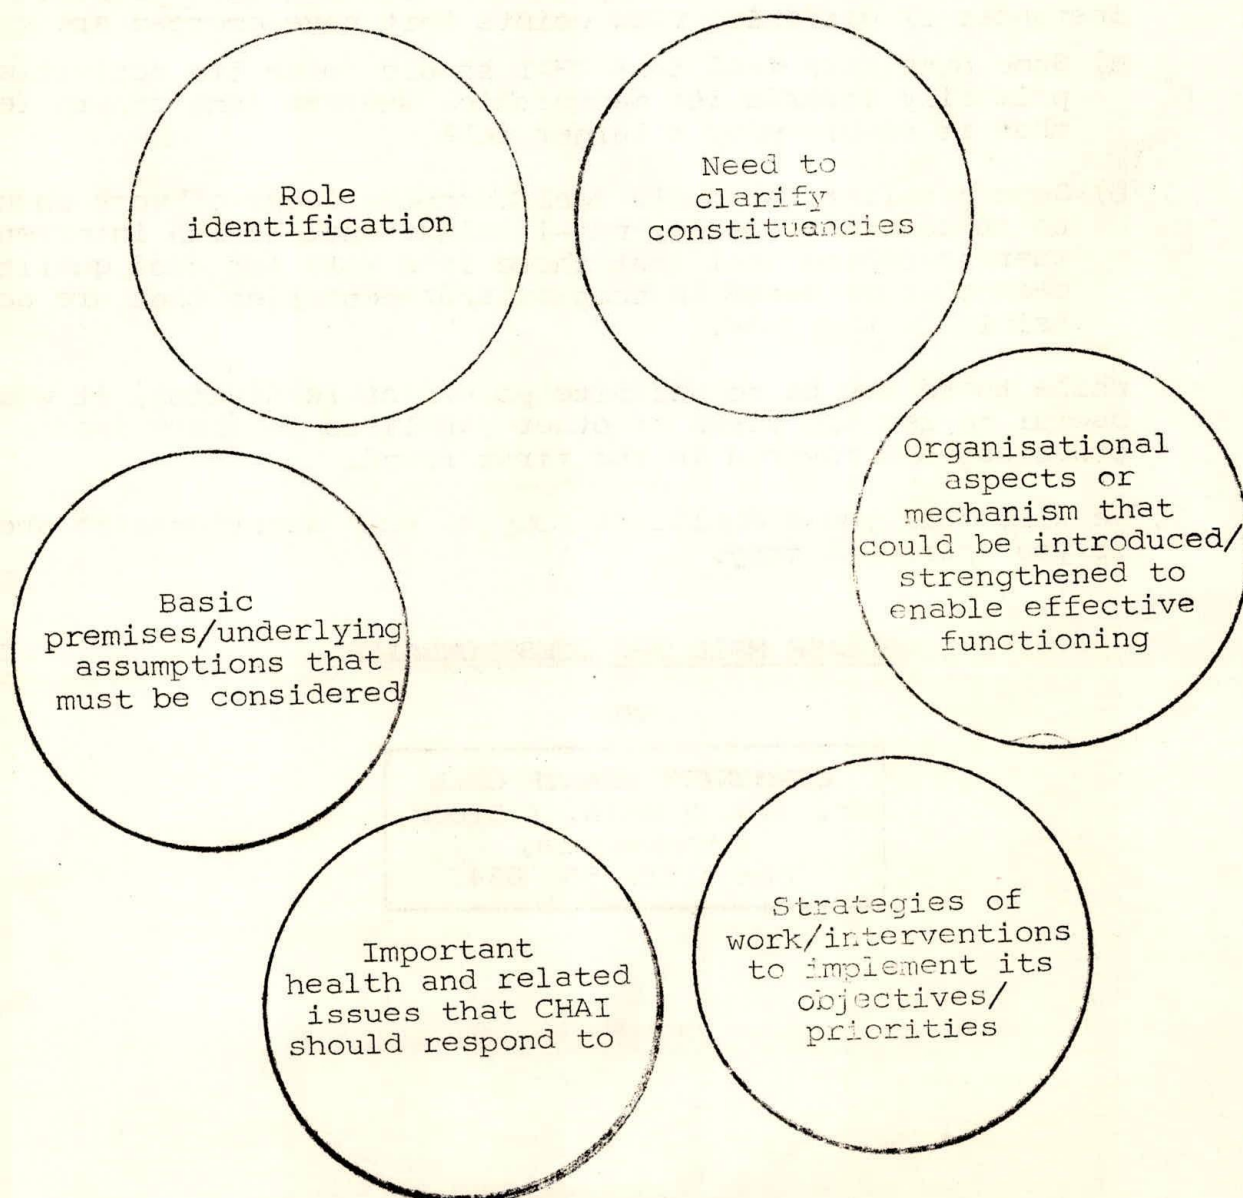 Role
identification
Need to
clarify
constituencies
Organisational
aspects or
mechanism that
could be introduced/
strengthened to
enable effective
functioning
Strategies of
work/interventions
to implement its
objectives/
priorities
Important
health and related
issues that CHAI
should respond to
Basic
premises/underlying
assumptions that
must be considered